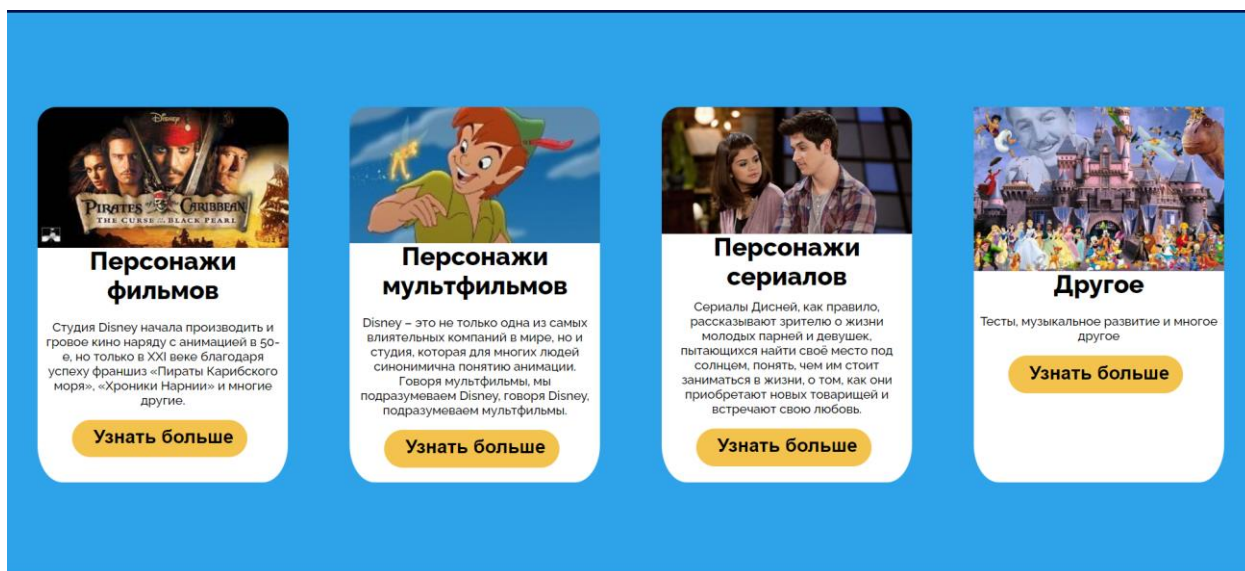 Disney
PIRATES OF THE CARIBBEAN
THE CURSE OF THE BLACK PEARL
Персонажи
фильмов
Студия Disney начала производить и
гровое кино наряду с анимацией в 50-
е, но только в XXI веке благодаря
успеху франшиз «Пираты Карибского
моря», «Хроники Нарнии» и многие
другие.
Узнать больше
Персонажи
мультфильмов
Disney – это не только одна из самых
влиятельных компаний в мире, но и
студия, которая для многих людей
синонимична понятию анимации.
Говоря мультфильмы, мы
подразумеваем Disney, говоря Disney,
подразумеваем мультфильмы.
Узнать больше
Персонажи
сериалов
Сериалы Дисней, как правило,
рассказывают зрителю о жизни
молодых парней и девушек,
пытающихся найти своё место под
солнцем, понять, чем им стоит
заниматься в жизни, о том, как они
приобретают новых товарищей и
встречают свою любовь.
Узнать больше
Другое
Тесты, музыкальное развитие и многое
другое
Узнать больше